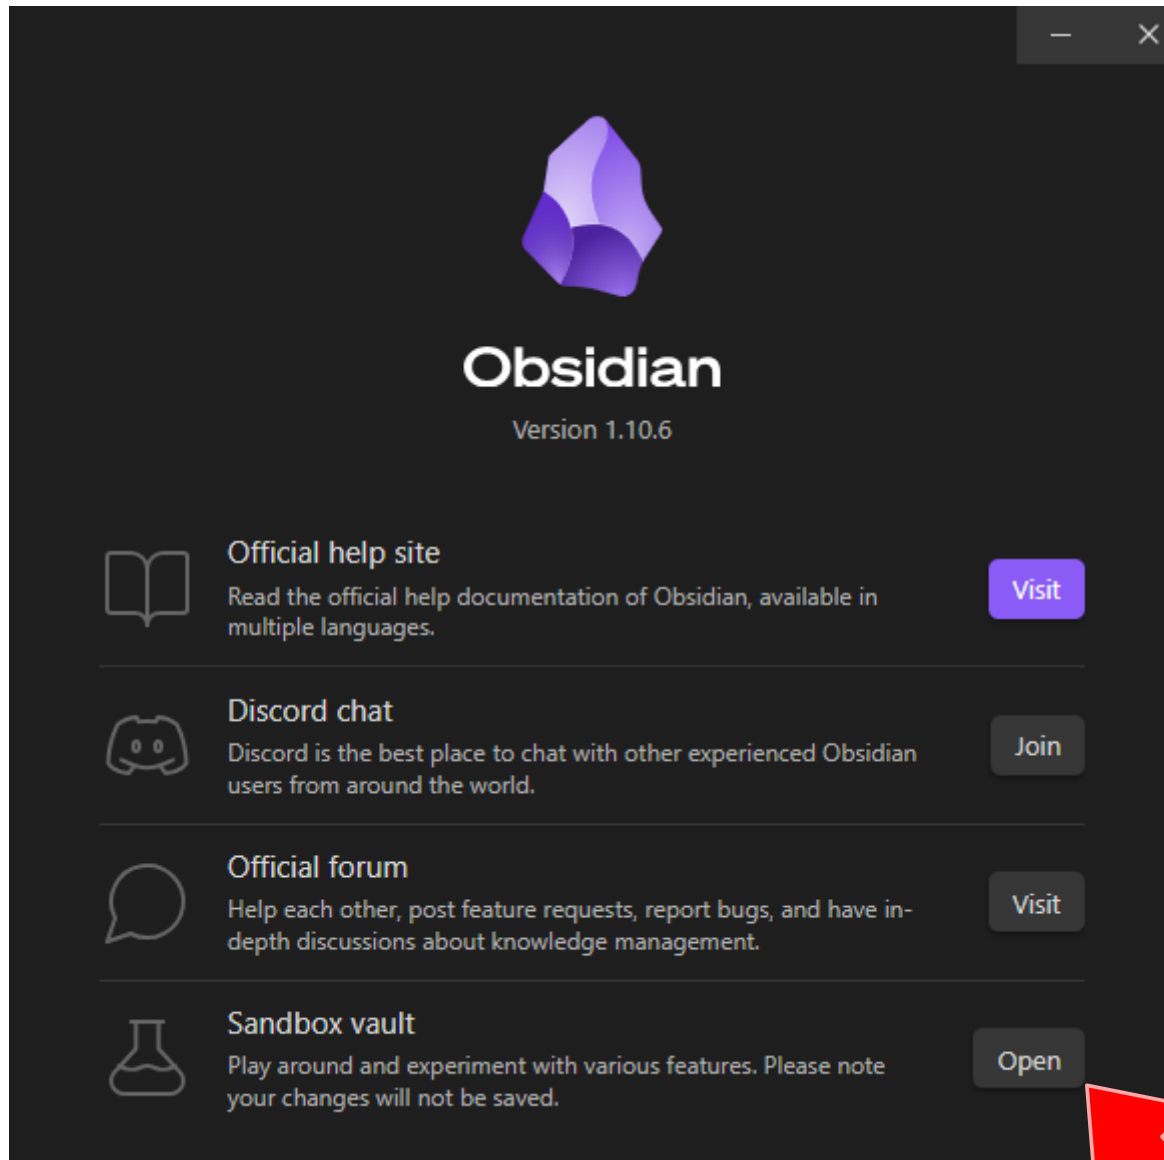 Obsidian
Version 1.10.6
Official help site
Read the official help documentation of Obsidian, available in
multiple languages.
Visit
Discord chat
Discord is the best place to chat with other experienced Obsidian
users from around the world.
Join
Official forum
Help each other, post feature requests, report bugs, and have in-
depth discussions about knowledge management.
Visit
Sandbox vault
Play around and experiment with various features. Please note
your changes will not be saved.
Open